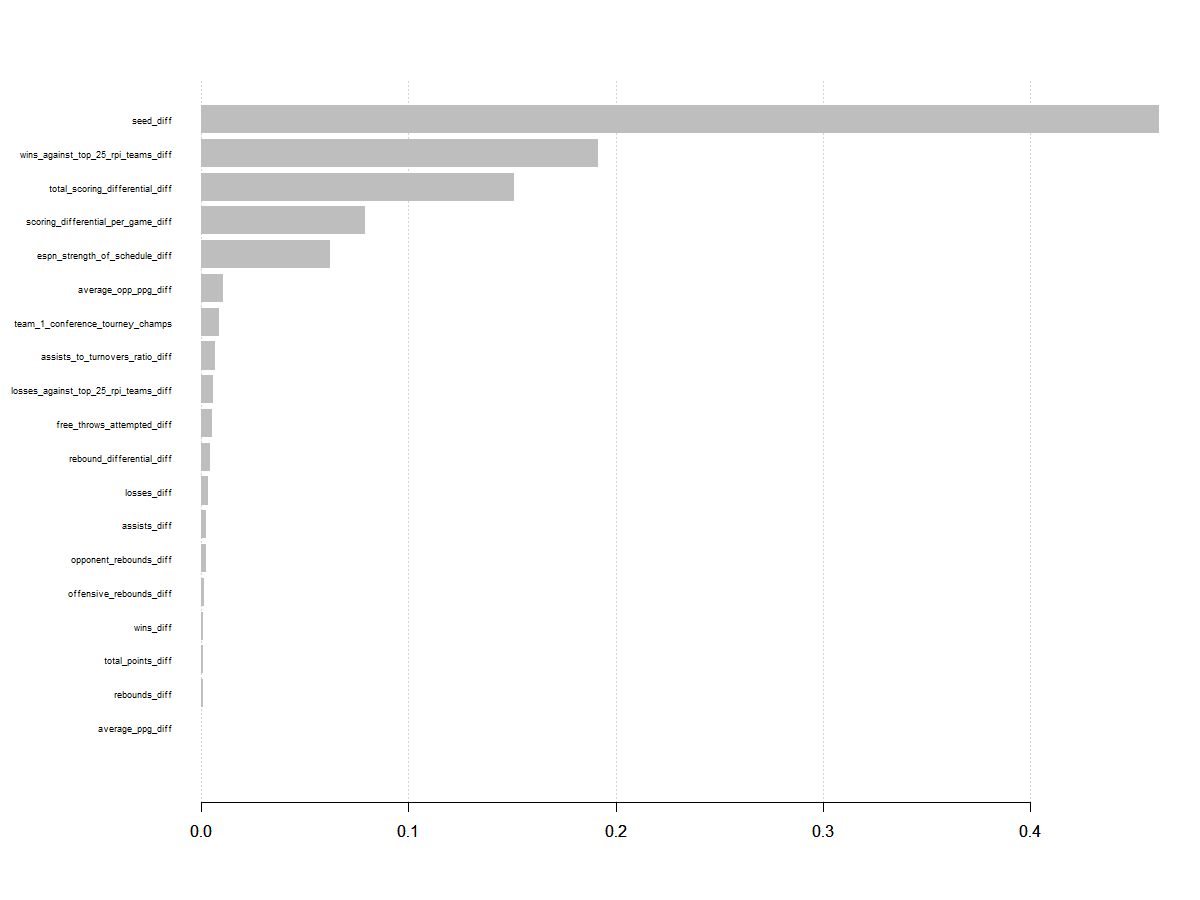 seed_diff
wins_against_top_25_rpi_teams_diff
total_scoring_differential_diff
scoring_differential_per_game_diff
espn_strength_of_schedule_diff
average_opp_ppg_diff
team_1_conference_tourney_champs
assists_to_turnovers_ratio_diff
losses_against_top_25_rpi_teams_diff
free_throws_attempted_diff
rebound_differential_diff
losses_diff
assists_diff
opponent_rebounds_diff
offensive_rebounds_diff
wins_diff
total_points_diff
rebounds_diff
average_ppg_diff
0.0 0.1 0.2 0.3 0.4